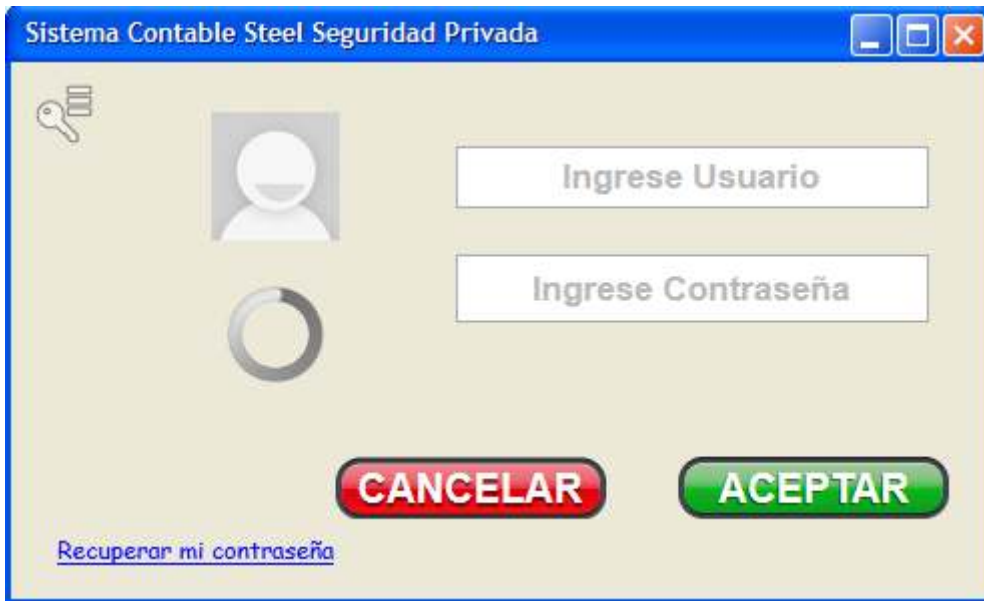 Sistema Contable Steel Seguridad Privada
Ingrese Usuario
Ingrese Contraseña
CANCELAR
ACEPTAR
Recuperar mi contraseña